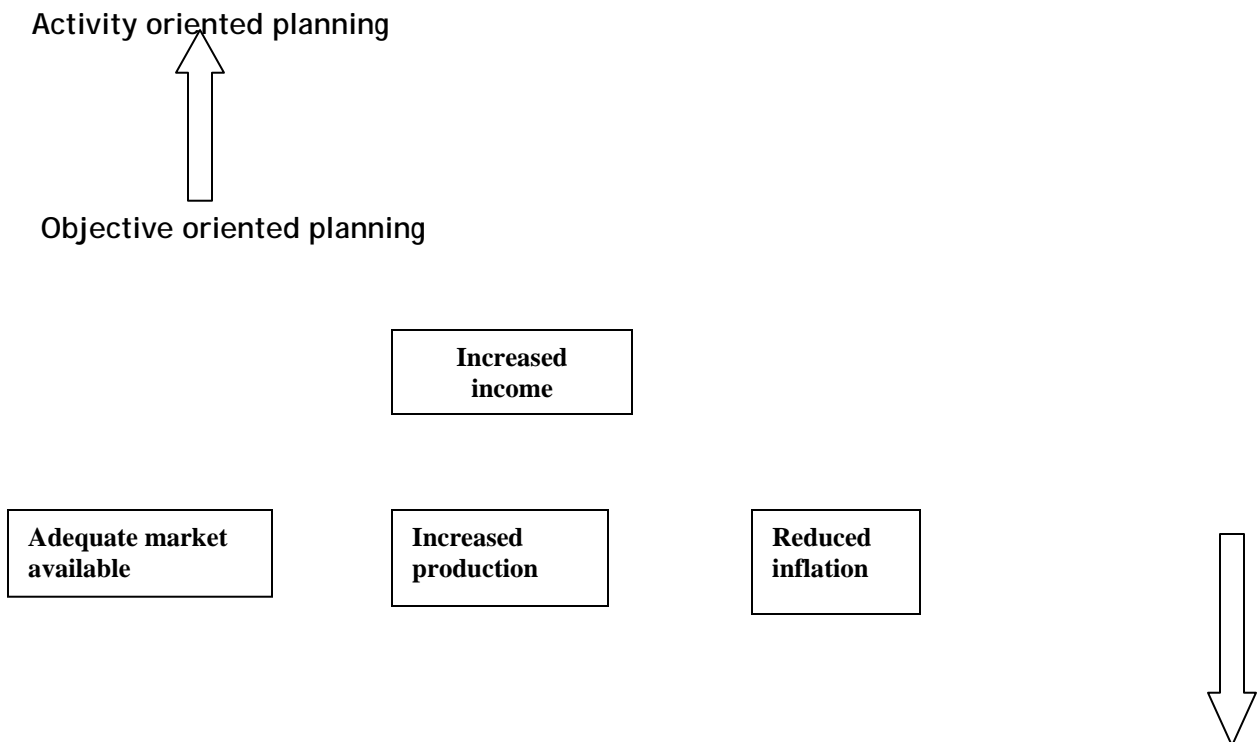 Activity oriented planning
Objective oriented planning
Increased
income
Adequate market
available
Increased
production
Reduced
inflation